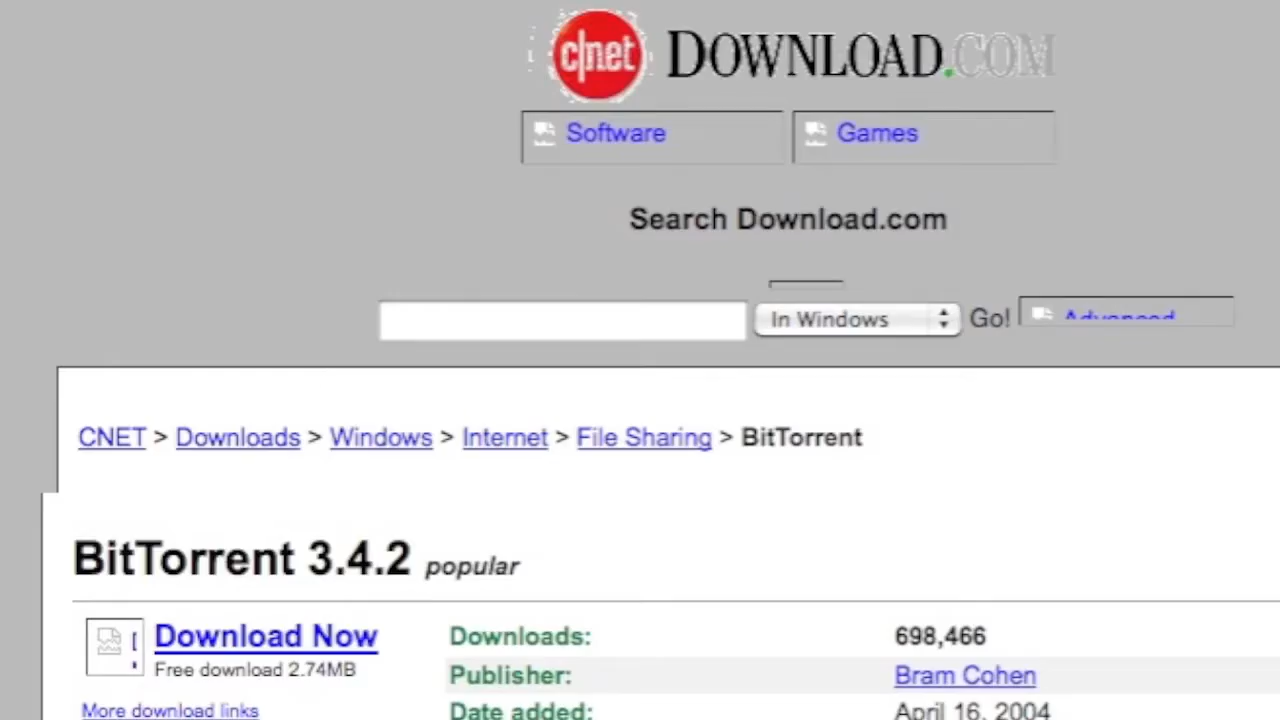 c|net DOWNLOAD.COM
Software Games
Search Download.com
In Windows Go! Advanced
CNET > Downloads > Windows > Internet > File Sharing > BitTorrent
BitTorrent 3.4.2 popular
Download Now Downloads: 698,466
Free download 2.74MB Publisher: Bram Cohen
More download links Date added: April 16, 2004